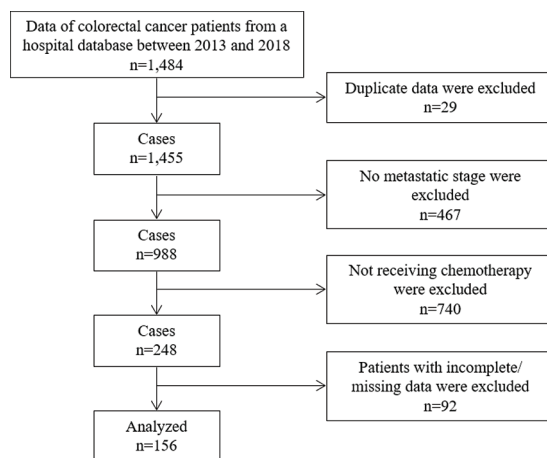 Data of colorectal cancer patients from a
hospital database between 2013 and 2018
n=1,484
Duplicate data were excluded
n=29
Cases
n=1,455
No metastatic stage were
excluded
n=467
Cases
n=988
Not receiving chemotherapy
were excluded
n=740
Cases
n=248
Patients with incomplete/
missing data were excluded
n=92
Analyzed
n=156